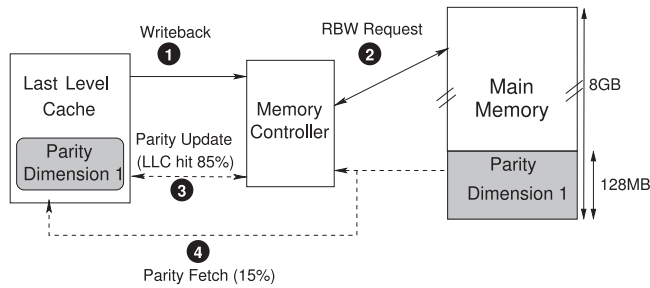 Writeback
1
RBW Request
2
Last Level
Cache
Parity
Dimension 1
Parity Update
(LLC hit 85%)
3
Memory
Controller
Main
Memory
8GB
Parity
Dimension 1
128MB
4
Parity Fetch (15%)